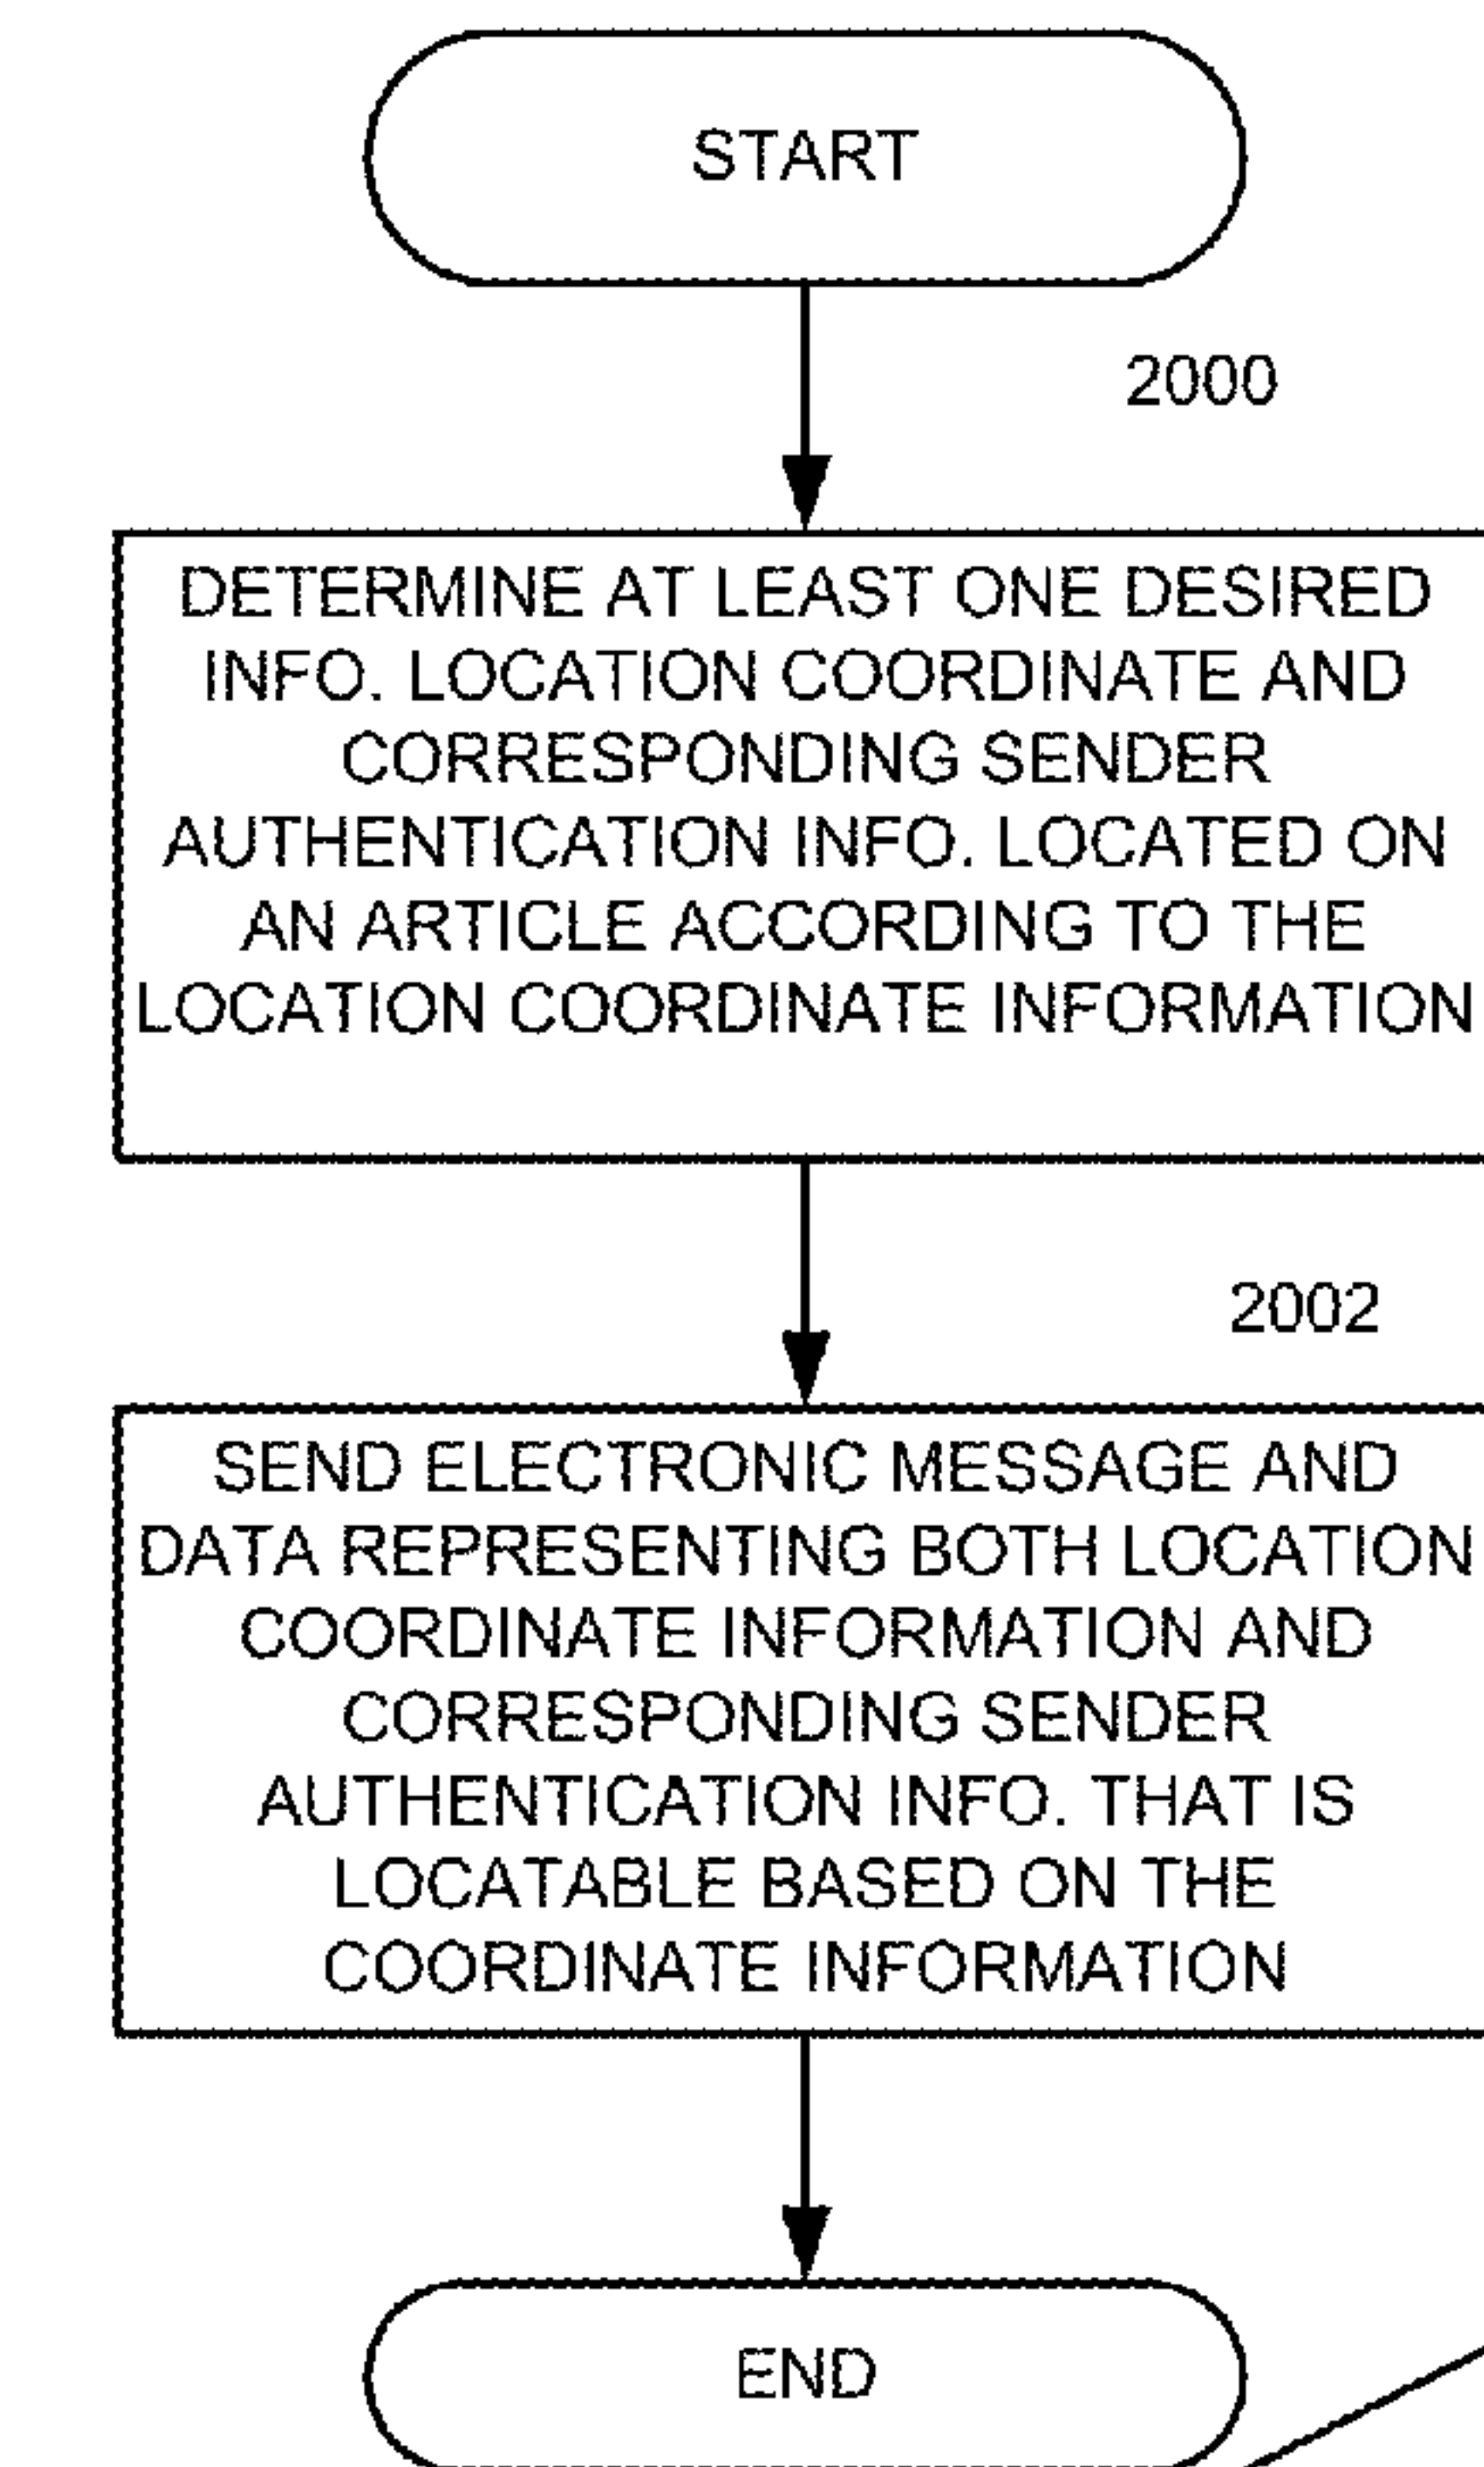 START
2000
DETERMINE AT LEAST ONE DESIRED
INFO. LOCATION COORDINATE AND
CORRESPONDING SENDER
AUTHENTICATION INFO. LOCATED ON
AN ARTICLE ACCORDING TO THE
LOCATION COORDINATE INFORMATION
2002
SEND ELECTRONIC MESSAGE AND
DATA REPRESENTING BOTH LOCATION
COORDINATE INFORMATION AND
CORRESPONDING SENDER
AUTHENTICATION INFO. THAT IS
LOCATABLE BASED ON THE
COORDINATE INFORMATION
END